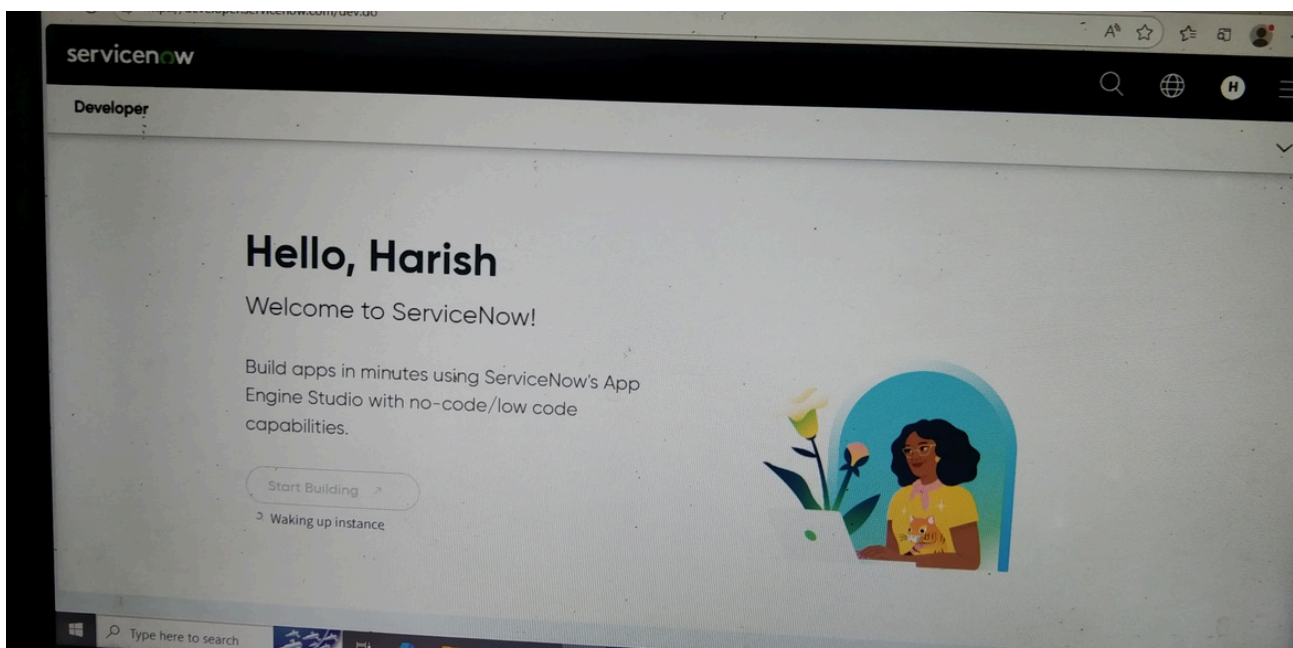 servicenow
H
Developer
Hello, Harish
Welcome to ServiceNow!
Build apps in minutes using ServiceNow's App
Engine Studio with no-code/low code
capabilities.
Start Building
Waking up instance
Type here to search